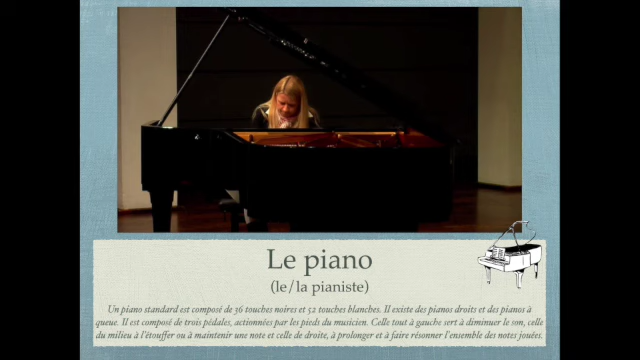 Le piano
(le/la pianiste)
Un piano standard est composé de 36 touches noires et 52 touches blanches. Il existe des pianos droits et des pianos à
queue. Il est composé de trois pédales, actionnées par les pieds du musicien. Celle tout à gauche sert à diminuer le son, celle
du milieu à l'étouffer ou à maintenir une note et celle de droite, à prolonger et à faire résonner l'ensemble des notes jouées.